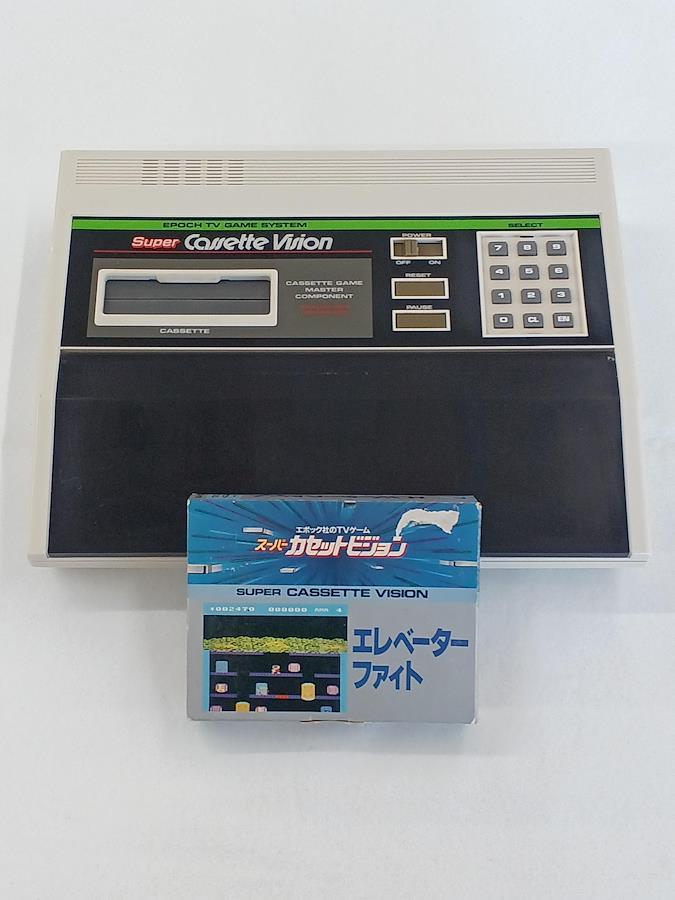 EPOCH TV GAME SYSTEM
Super Cassette Vision
CASSETTE GAME
MASTER
COMPONENT
CASSETTE
POWER
OFF ON
RESET
PAUSE
SELECT
7 8 9
4 5 6
1 2 3
0 CL EN
エポック社のTVゲーム
スーパーカセットビジョン
SUPER CASSETTE VISION
002470 000000 4
エレベーター
ファイト